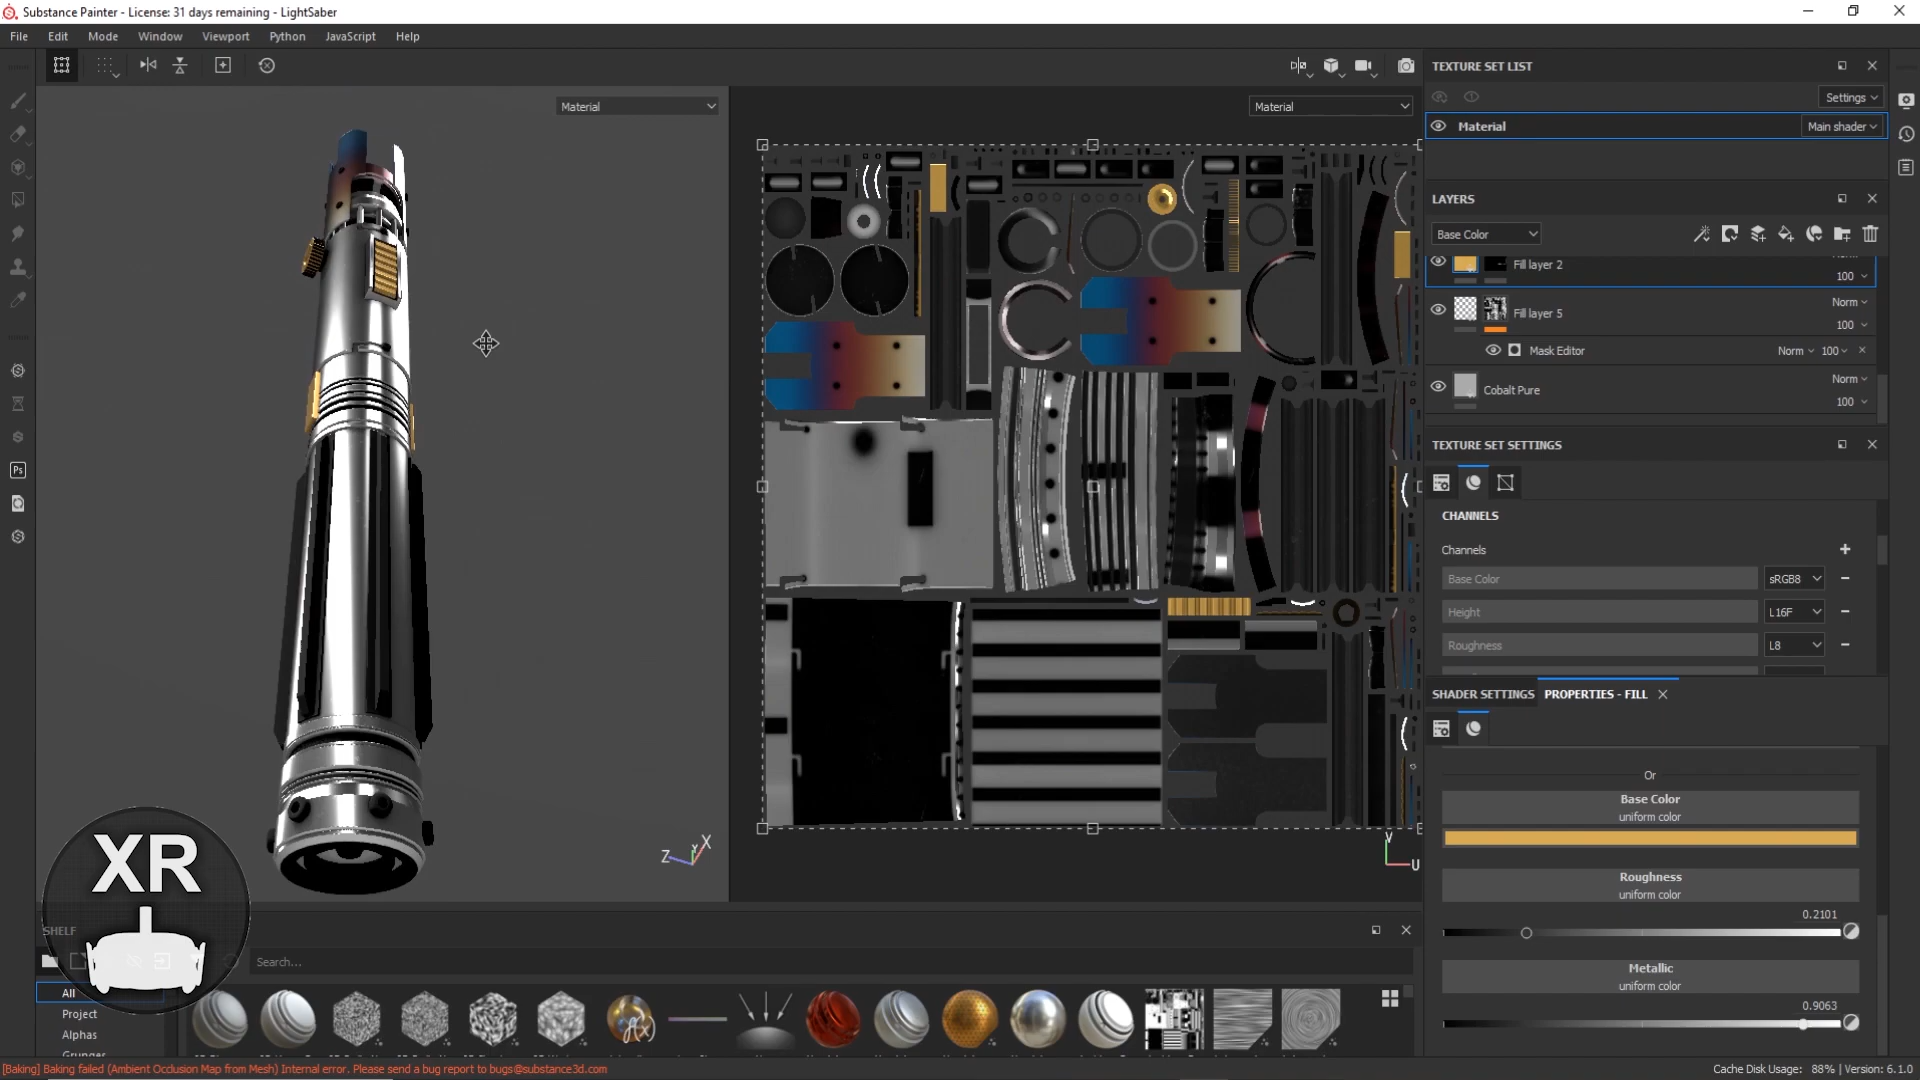 Substance Painter - License: 31 days remaining - LightSaber
File Edit Mode Window Viewport Python JavaScript Help
Material
Material
TEXTURE SET LIST
Settings
Material
Main shader
LAYERS
Base Color
Fill layer 2
100
Fill layer 5
Norm
100
Mask Editor
Norm 100
Cobalt Pure
Norm
100
TEXTURE SET SETTINGS
CHANNELS
Channels
Base Color sRGB8
Height L16F
Roughness L8
SHADER SETTINGS PROPERTIES - FILL
Or
Base Color
uniform color
Roughness
uniform color
0.2101
Metallic
uniform color
0.9063
Z Y X
V
U
XR
SHELF
Search...
All
Project
Alphas
Ps
[Baking] Baking failed (Ambient Occlusion Map from Mesh) Internal error. Please send a bug report to bugs@substance3d.com
Cache Disk Usage: 88% | Version: 6.1.0